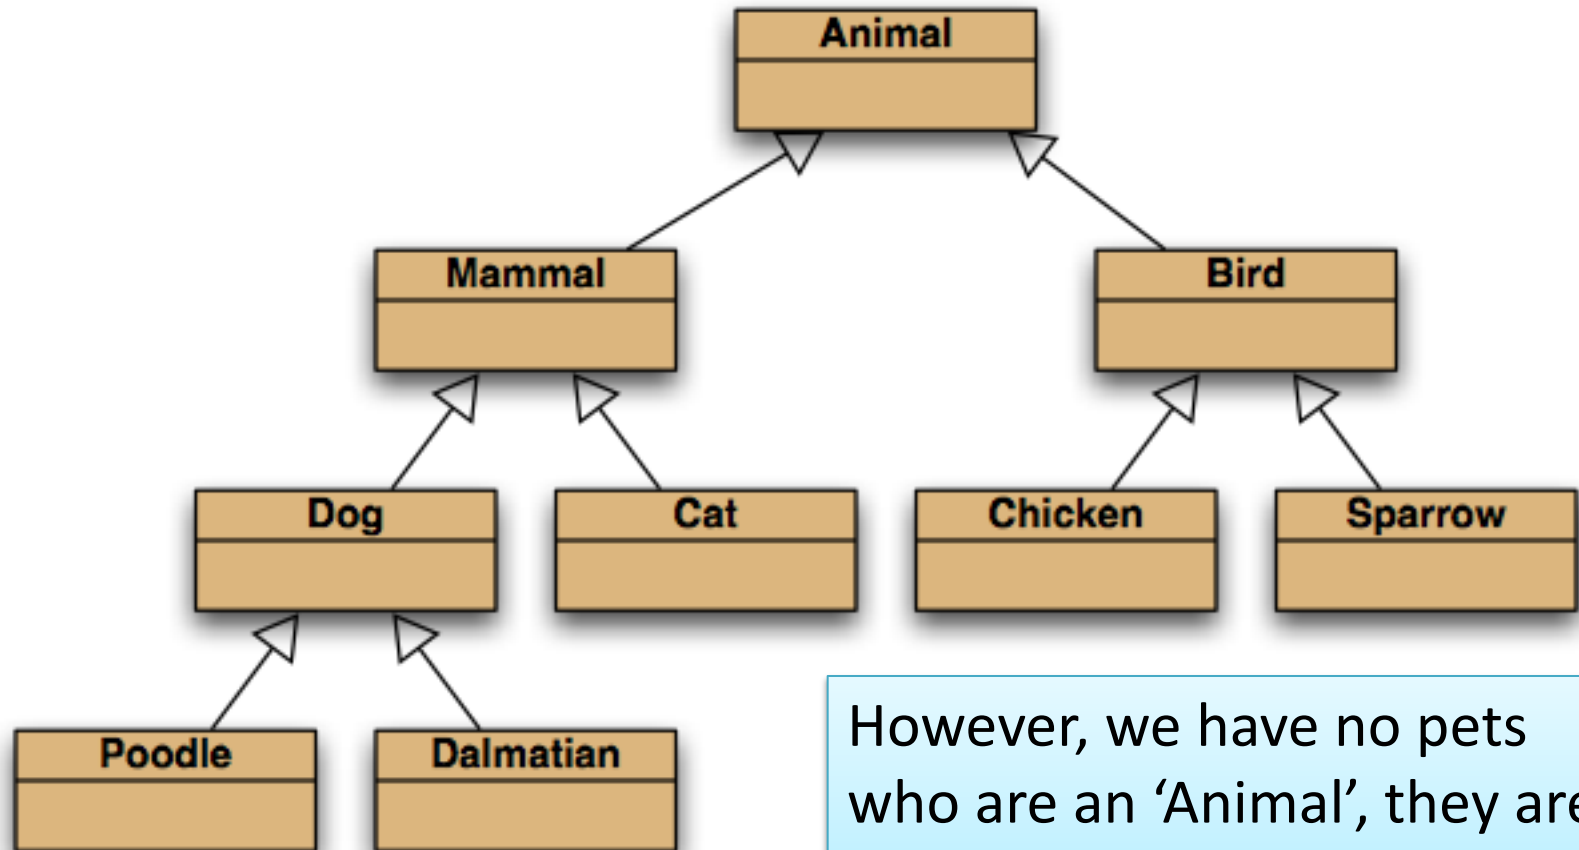 Animal
Mammal
Bird
Dog
Cat
Chicken
Sparrow
Poodle
Dalmatian
However, we have no pets
who are an ‘Animal’, they are